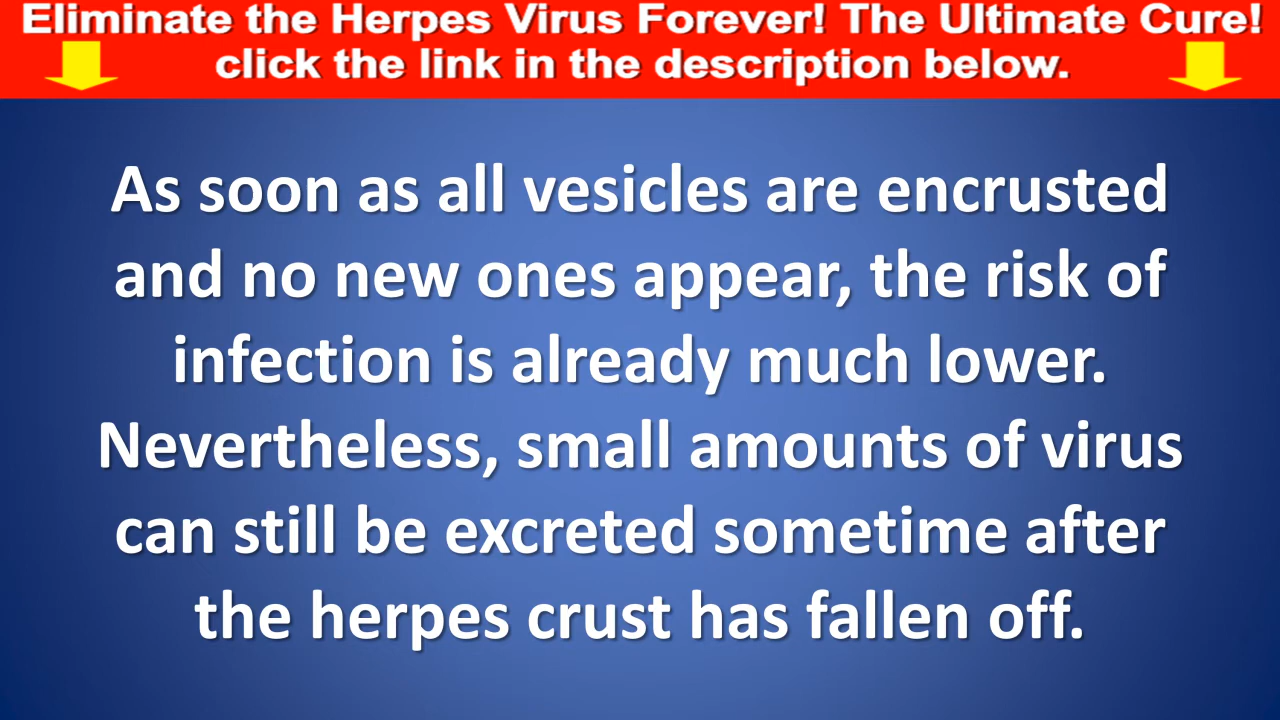 Eliminate the Herpes Virus Forever! The Ultimate Cure!
click the link in the description below.
As soon as all vesicles are encrusted
and no new ones appear, the risk of
infection is already much lower.
Nevertheless, small amounts of virus
can still be excreted sometime after
the herpes crust has fallen off.